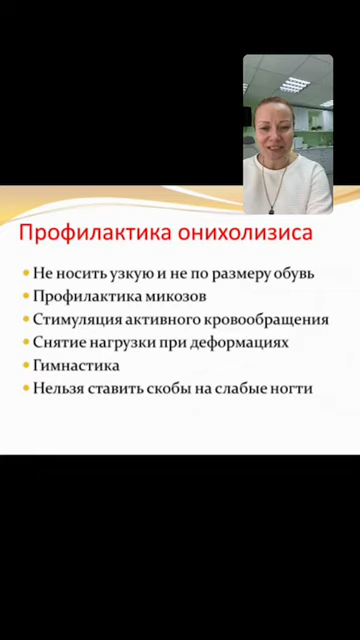 Профилактика онихолизиса
Не носить узкую и не по размеру обувь
Профилактика микозов
Стимуляция активного кровообращения
Снятие нагрузки при деформациях
Гимнастика
Нельзя ставить скобы на слабые ногти